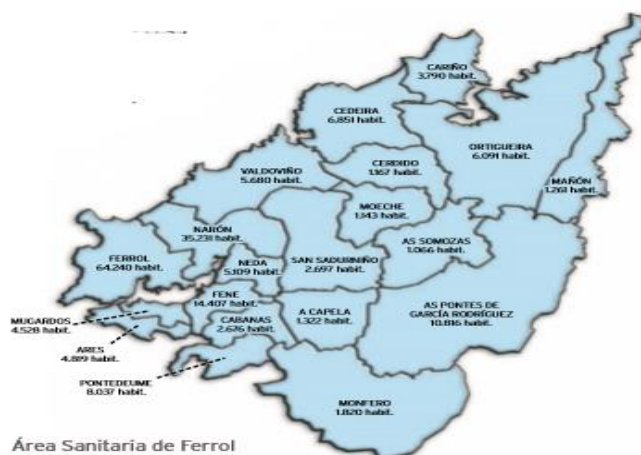 CARIÑO
3.790 habit.
CEDEIRA
6.851 habit.
ORTIGUEIRA
6.091 habit.
CERDIDO
1.167 habit.
VALDOVIÑO
5.680 habit.
MAÑÓN
1.261 habit.
MOECHE
1.143 habit.
NARÓN
35.231 habit.
AS SOMOZAS
1.066 habit.
FERROL
64.240 habit.
NEDA
5.109 habit.
SAN SADURNIÑO
2.697 habit.
FENE
14.407 habit.
MUGARDOS
4.528 habit.
CABANAS
2.676 habit.
A CAPELA
1.322 habit.
AS PONTES DE
GARCÍA RODRÍGUEZ
10.816 habit.
ARES
4.819 habit.
PONTEDEUME
8.037 habit.
MONFERO
1.820 habit.
Área Sanitaria de Ferrol